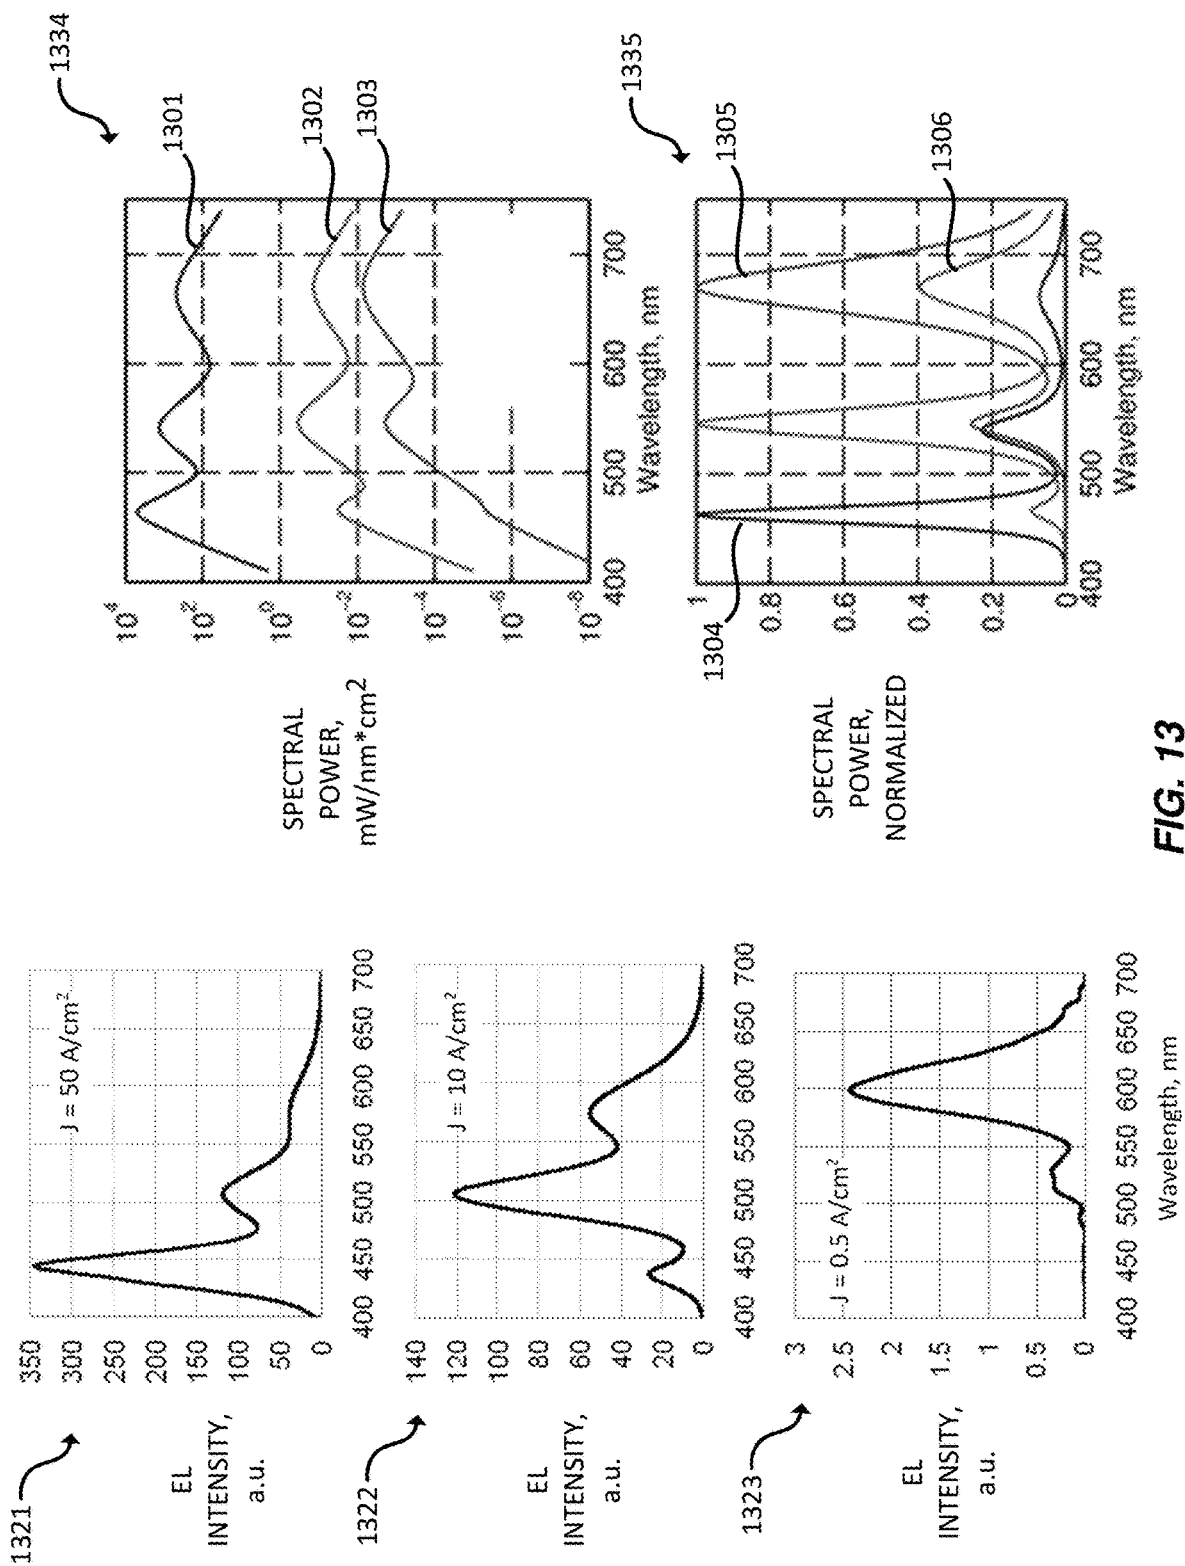 1321
EL
INTENSITY,
a.u.
350
300
250
200
150
100
50
0
J = 50 A/cm²
400 450 500 550 600 650 700
1322
EL
INTENSITY,
a.u.
140
120
100
80
60
40
20
0
J = 10 A/cm²
400 450 500 550 600 650 700
1323
EL
INTENSITY,
a.u.
3
2.5
2
1.5
1
0.5
0
J = 0.5 A/cm²
400 450 500 550 600 650 700
Wavelength, nm
1334
SPECTRAL
POWER,
mW/nm*cm²
10⁴
10²
10⁰
10⁻²
10⁻⁴
10⁻⁶
10⁻⁸
1301
1302
1303
400 500 600 700
Wavelength, nm
1335
SPECTRAL
POWER,
NORMALIZED
1
0.8
0.6
0.4
0.2
0
1304
1305
1306
400 500 600 700
Wavelength, nm
FIG. 13